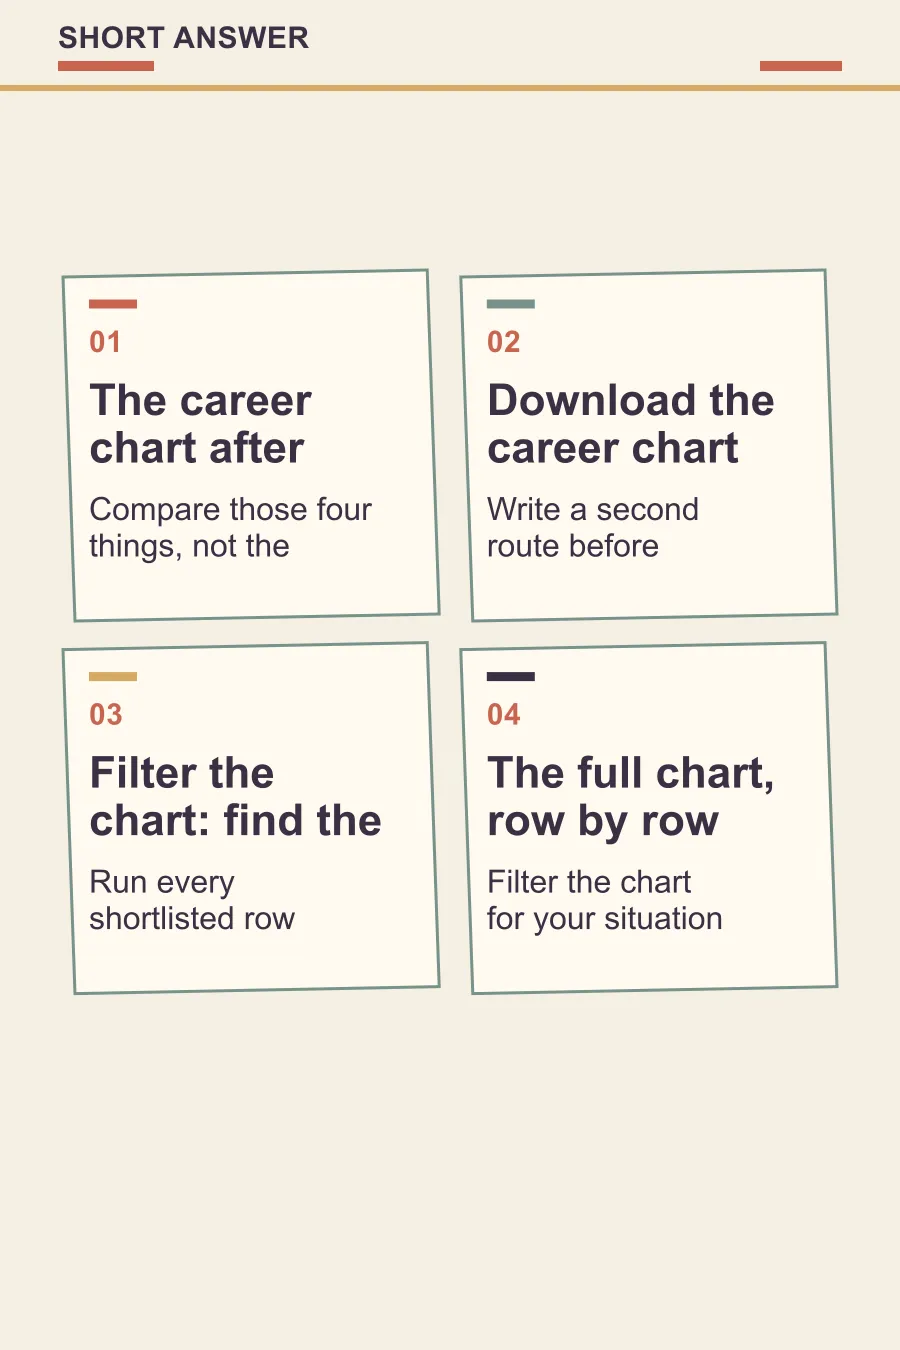 SHORT ANSWER
01
The career
chart after
Compare those four
things, not the
02
Download the
career chart
Write a second
route before
03
Filter the
chart: find the
Run every
shortlisted row
04
The full chart,
row by row
Filter the chart
for your situation